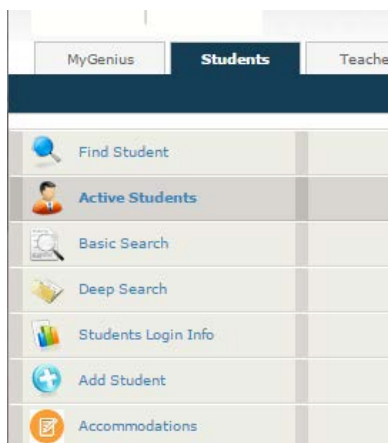 MyGenius Students Teache
Find Student
Active Students
Basic Search
Deep Search
Students Login Info
Add Student
Accommodations